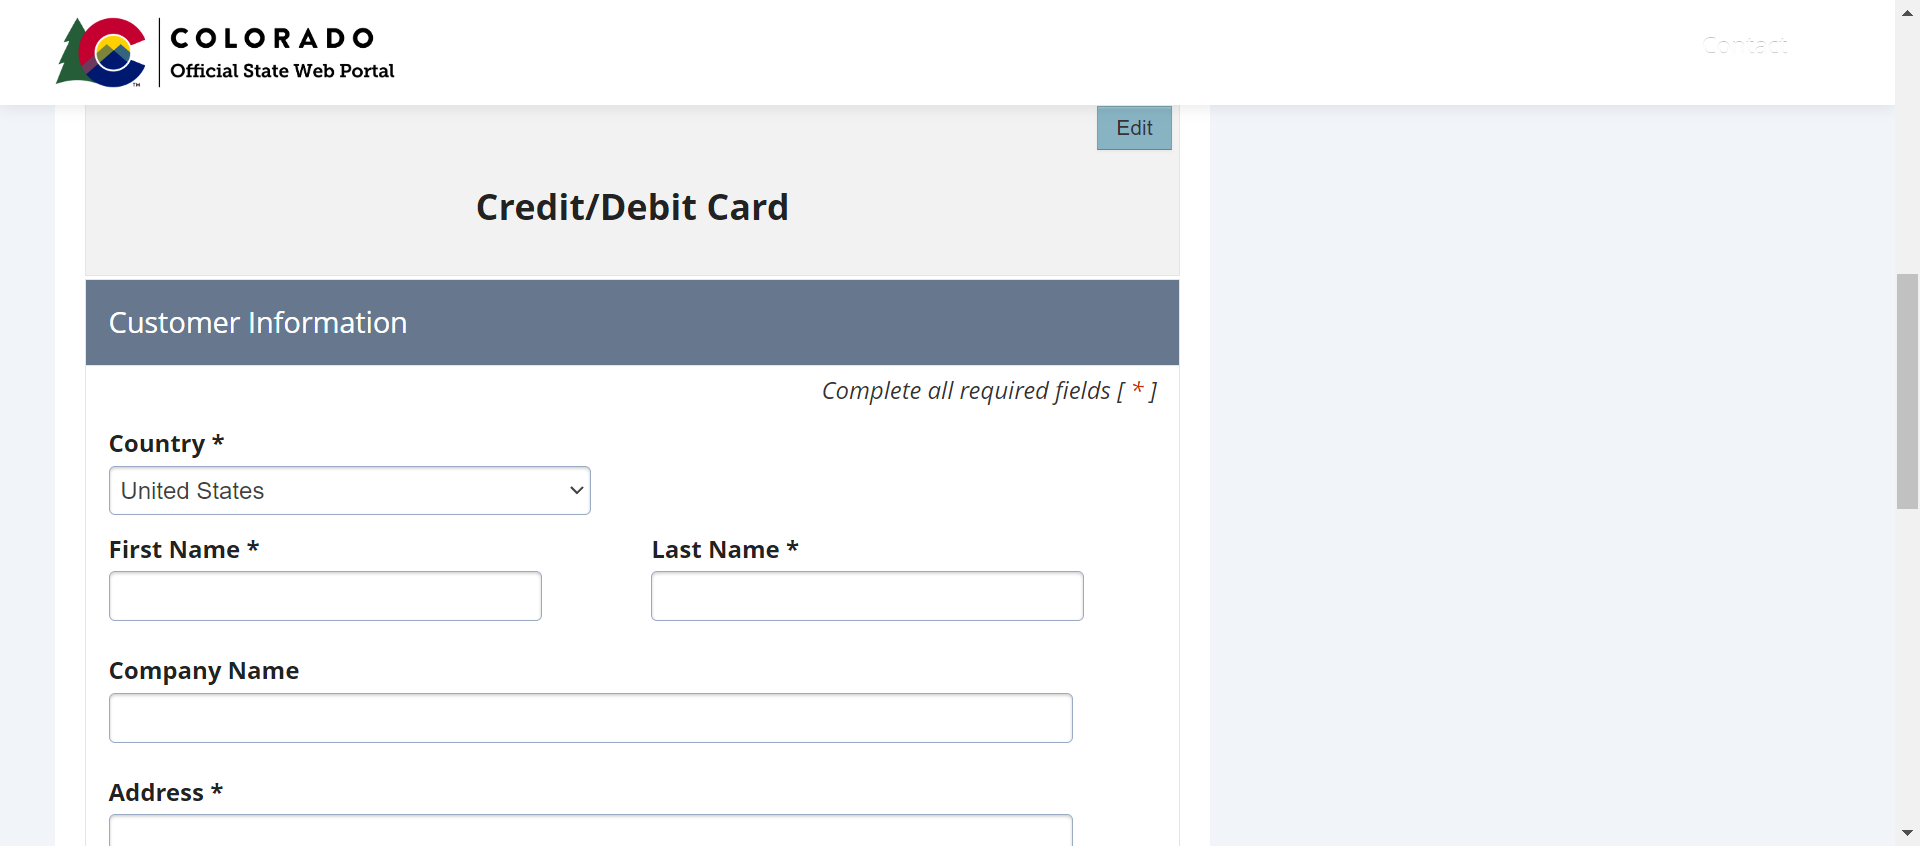 COLORADO
Official State Web Portal
TM
Contact
Edit
Credit/Debit Card
Customer Information
Complete all required fields [ * ]
Country *
United States
First Name * Last Name *
Company Name
Address *